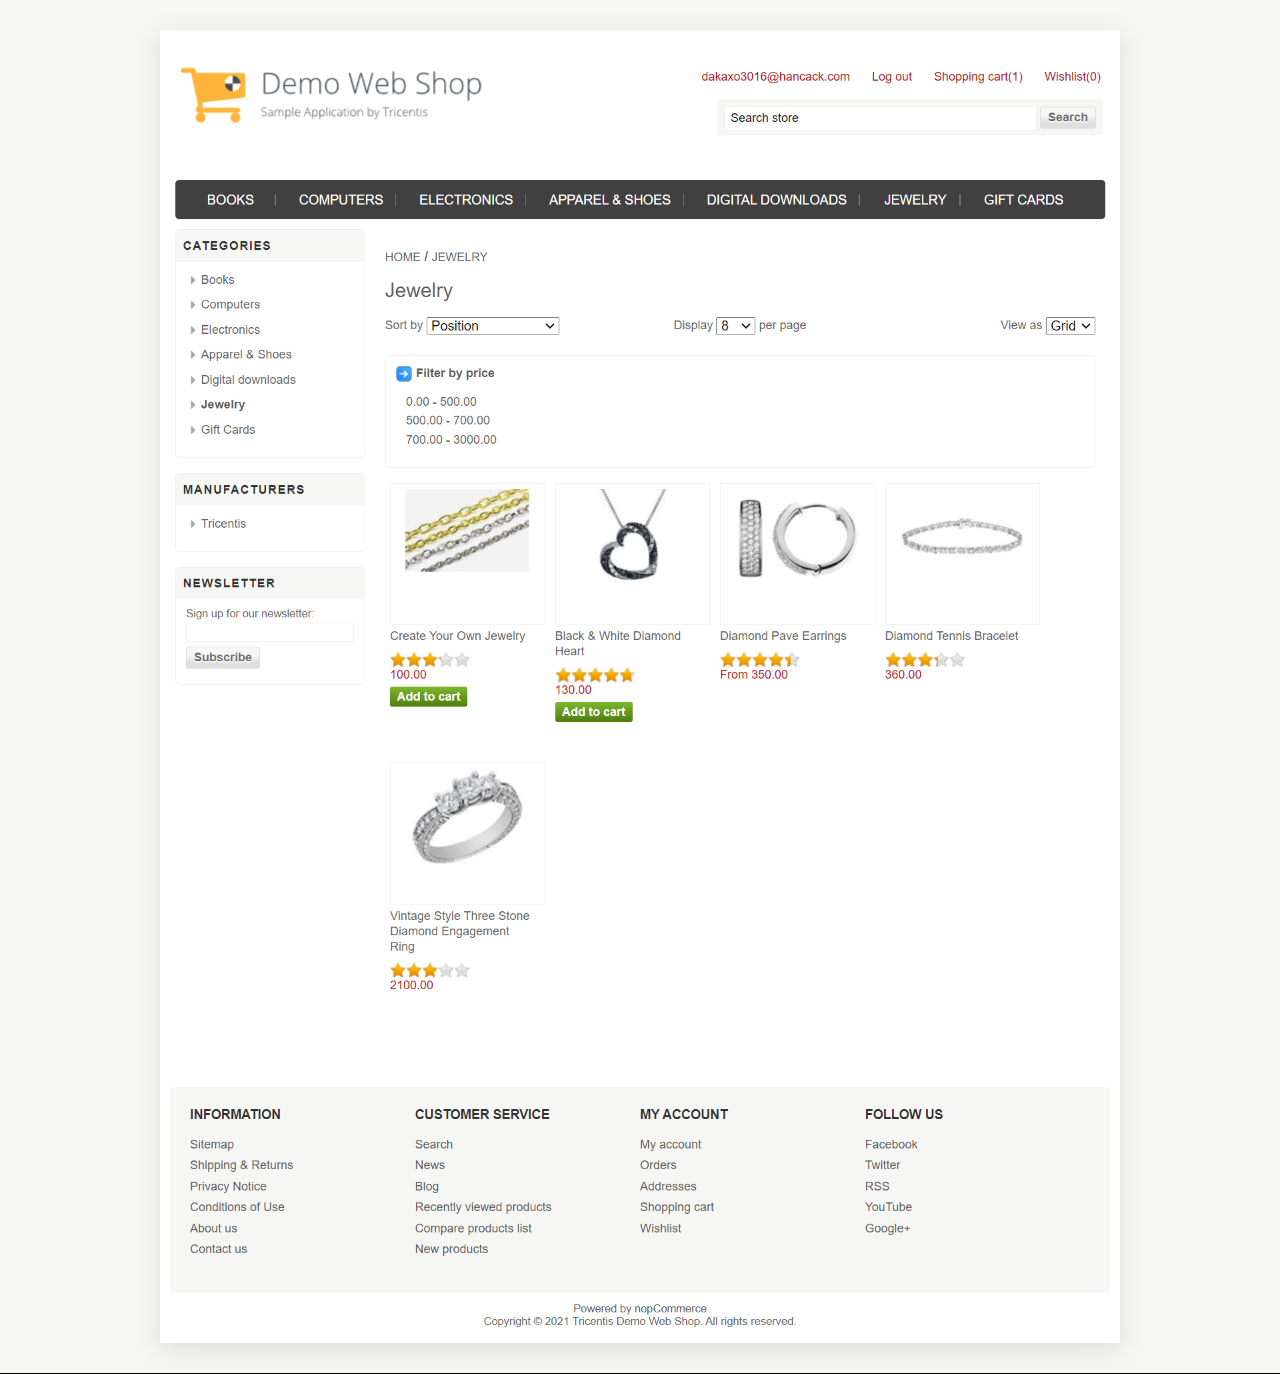 Demo Web Shop
Sample Application by Tricentis
dakaxo3016@hancack.com Log out Shopping cart(1) Wishlist(0)
Search store Search
BOOKS COMPUTERS ELECTRONICS APPAREL & SHOES DIGITAL DOWNLOADS JEWELRY GIFT CARDS
CATEGORIES
Books
Computers
Electronics
Apparel & Shoes
Digital downloads
Jewelry
Gift Cards
MANUFACTURERS
Tricentis
NEWSLETTER
Sign up for our newsletter:
Subscribe
HOME / JEWELRY
Jewelry
Sort by Position Display 8 per page View as Grid
Filter by price
0.00 - 500.00
500.00 - 700.00
700.00 - 3000.00
Create Your Own Jewelry
100.00
Add to cart
Black & White Diamond
Heart
130.00
Add to cart
Diamond Pave Earrings
From 350.00
Diamond Tennis Bracelet
360.00
Vintage Style Three Stone
Diamond Engagement
Ring
2100.00
INFORMATION
Sitemap
Shipping & Returns
Privacy Notice
Conditions of Use
About us
Contact us
CUSTOMER SERVICE
Search
News
Blog
Recently viewed products
Compare products list
New products
MY ACCOUNT
My account
Orders
Addresses
Shopping cart
Wishlist
FOLLOW US
Facebook
Twitter
RSS
YouTube
Google+
Powered by nopCommerce
Copyright © 2021 Tricentis Demo Web Shop. All rights reserved.